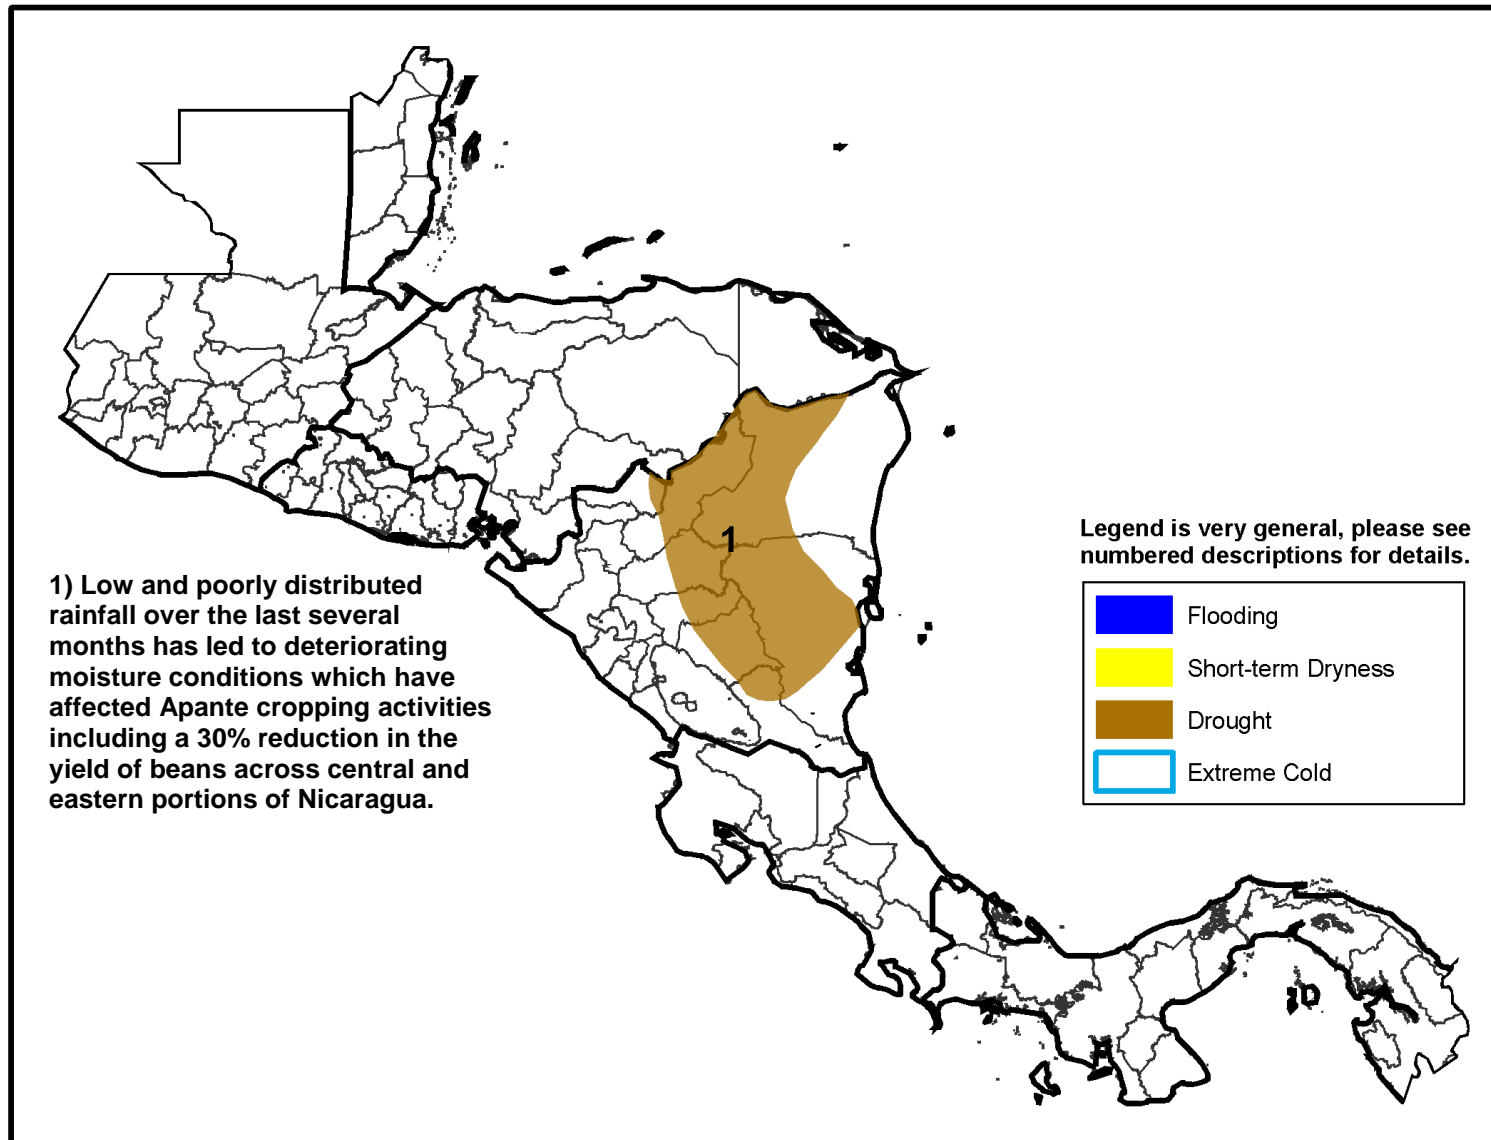 1
1) Low and poorly distributed
rainfall over the last several
months has led to deteriorating
moisture conditions which have
affected Apante cropping activities
including a 30% reduction in the
yield of beans across central and
eastern portions of Nicaragua.
Legend is very general, please see
numbered descriptions for details.
Flooding
Short-term Dryness
Drought
Extreme Cold